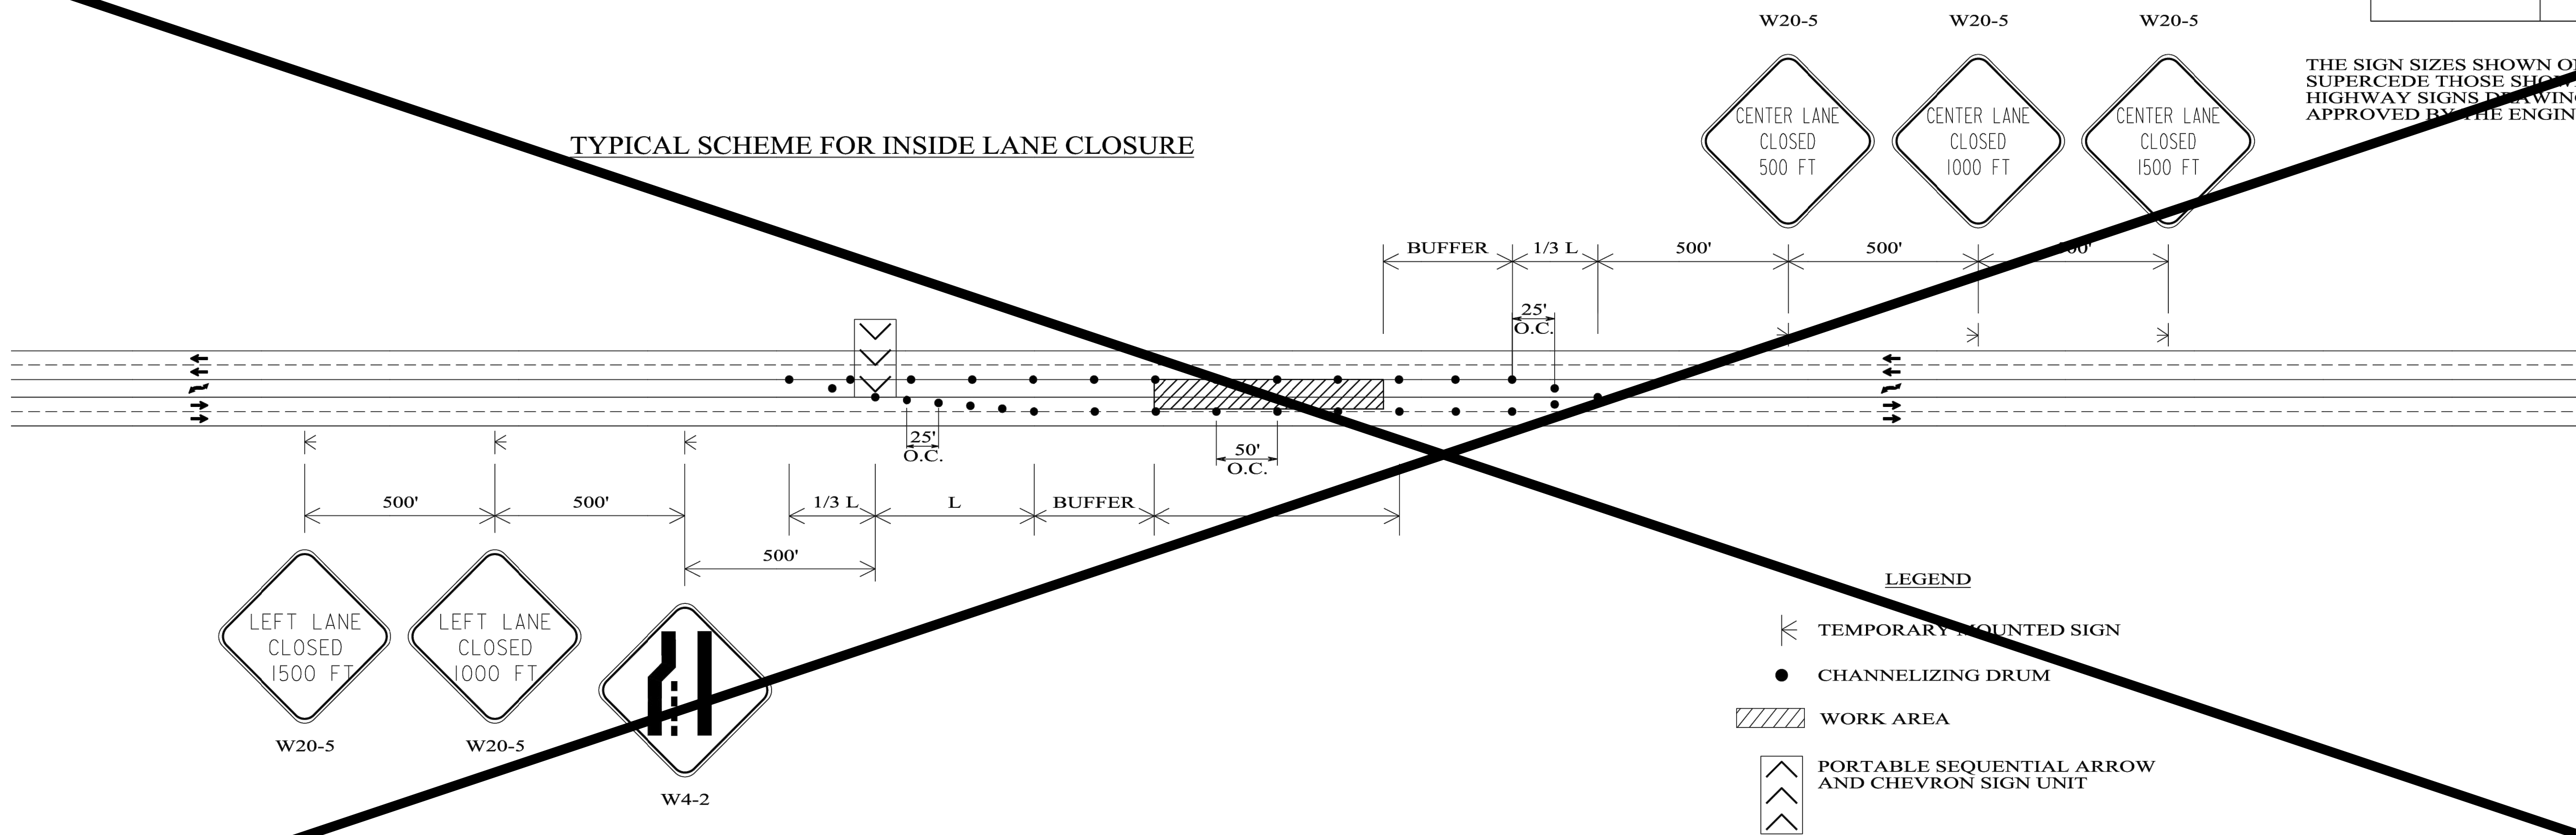 W20-5
W20-5
W20-5
THE SIGN SIZES SHOWN
SUPERCEDE THOSE
HIGHWAY SIGNS
APPROVED BY THE
TYPICAL SCHEME FOR INSIDE LANE CLOSURE
CENTER LANE
CLOSED
500 FT
CENTER LANE
CLOSED
1000 FT
CENTER LANE
CLOSED
1500 FT
BUFFER
1/3 L
500'
500'
500'
25'
O.C.
25'
O.C.
50'
O.C.
500'
500'
1/3 L
L
BUFFER
500'
LEFT LANE
CLOSED
1500 FT
LEFT LANE
CLOSED
1000 FT
W20-5
W20-5
W4-2
LEGEND
TEMPORARY MOUNTED SIGN
CHANNELIZING DRUM
WORK AREA
PORTABLE SEQUENTIAL ARROW
AND CHEVRON SIGN UNIT